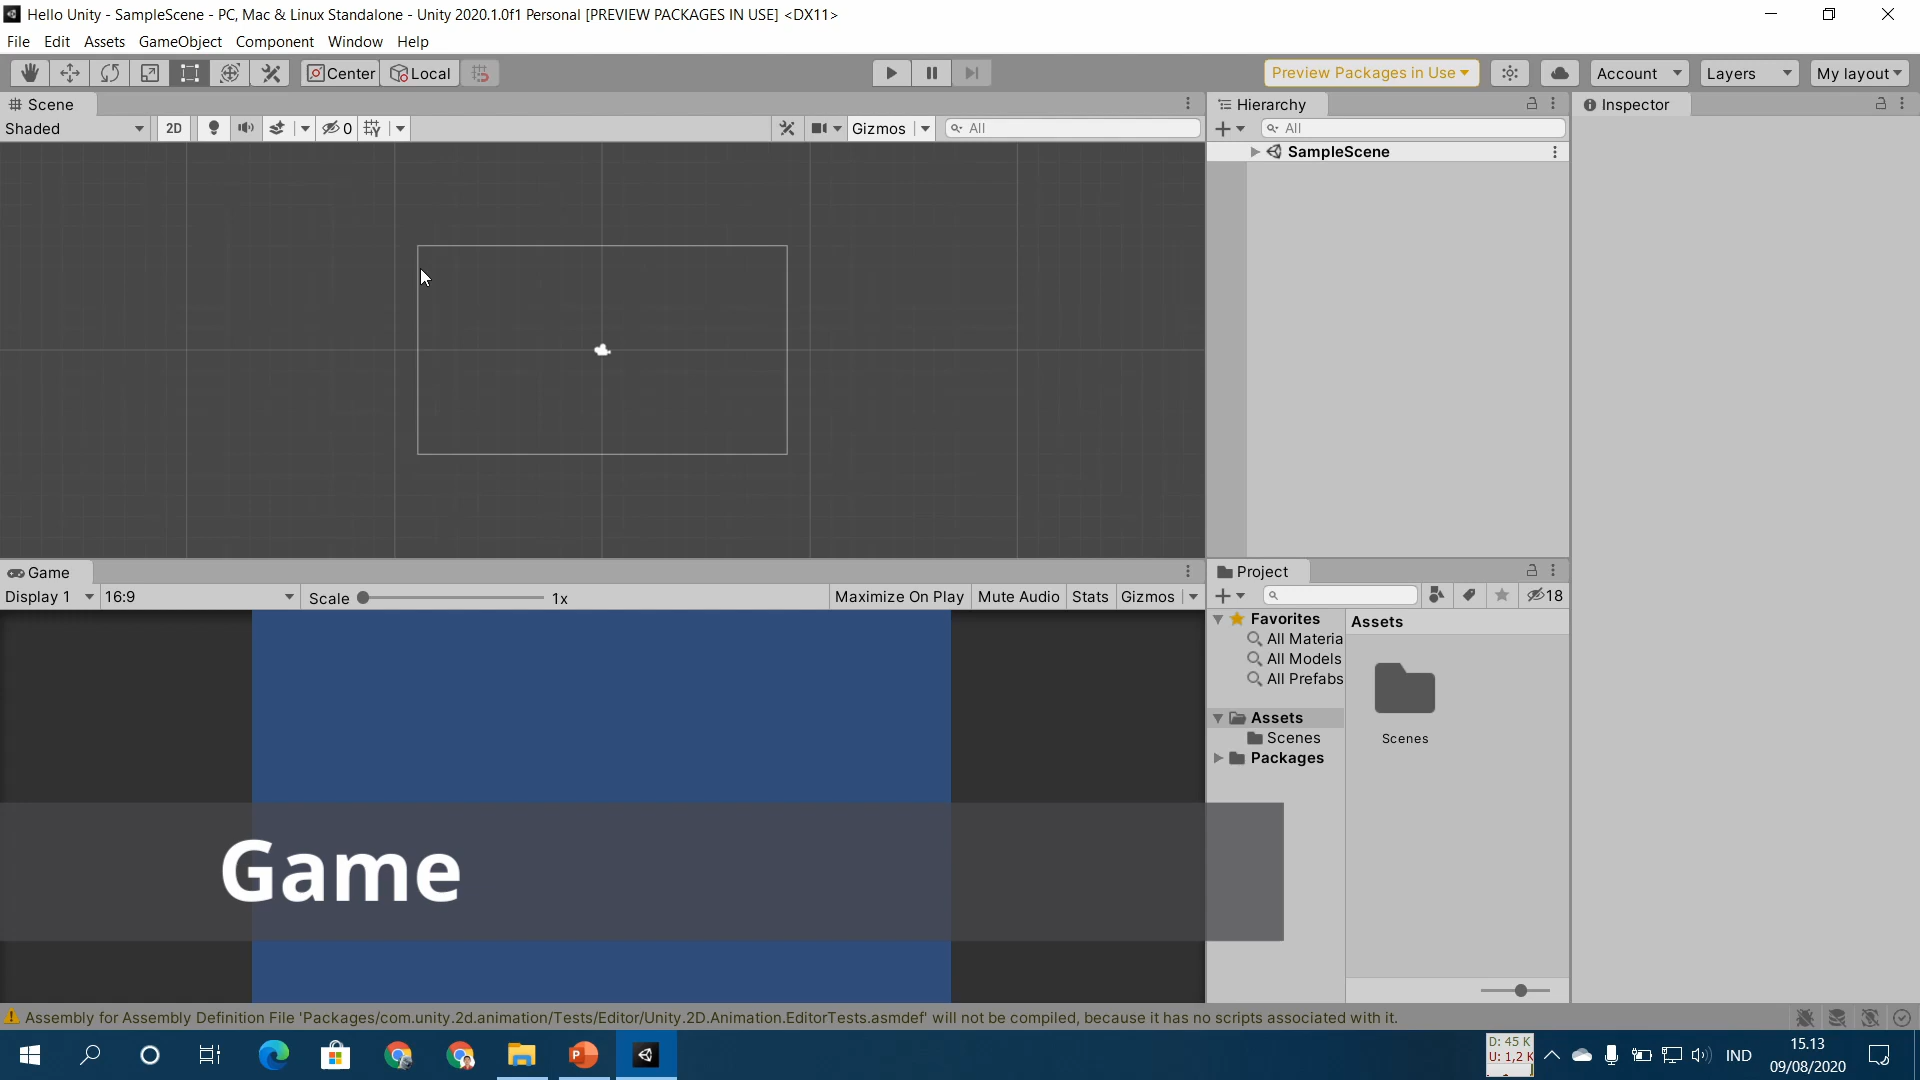 Hello Unity - SampleScene - PC, Mac & Linux Standalone - Unity 2020.1.0f1 Personal [PREVIEW PACKAGES IN USE] <DX11>
File Edit Assets GameObject Component Window Help
Center Local Preview Packages in Use Account Layers My layout
Scene
Shaded 2D 0 Gizmos All
Hierarchy
All
SampleScene
Inspector
Game
Display 1 16:9 Scale 1x Maximize On Play Mute Audio Stats Gizmos
Project
18
Favorites
All Materia
All Models
All Prefabs
Assets
Scenes
Packages
Assets
Scenes
Game
Assembly for Assembly Definition File 'Packages/com.unity.2d.animation/Tests/Editor/Unity.2D.Animation.EditorTests.asmdef' will not be compiled, because it has no scripts associated with it.
D: 45 K
U: 1,2 K
IND
15.13
09/08/2020